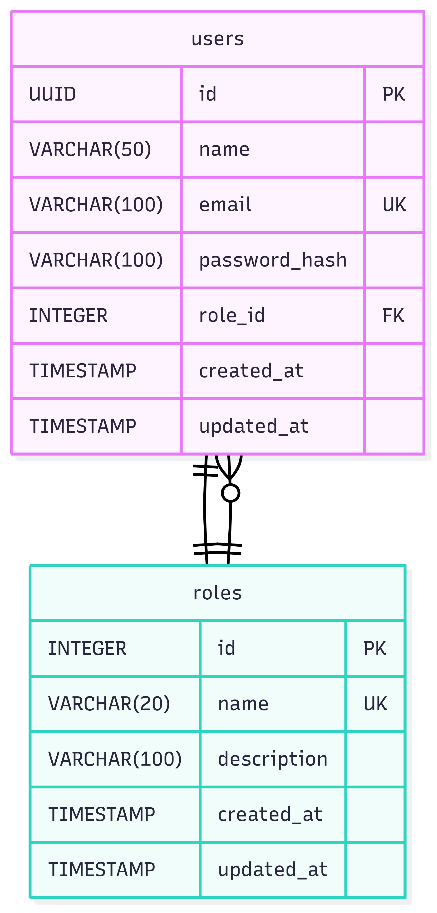 users
UUID id PK
VARCHAR(50) name
VARCHAR(100) email UK
VARCHAR(100) password_hash
INTEGER role_id FK
TIMESTAMP created_at
TIMESTAMP updated_at
roles
INTEGER id PK
VARCHAR(20) name UK
VARCHAR(100) description
TIMESTAMP created_at
TIMESTAMP updated_at